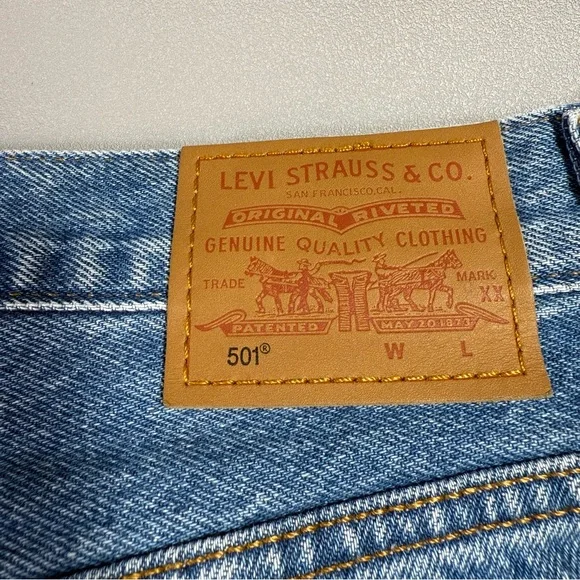 LEVI STRAUSS & CO.
SAN FRANCISCO, CAL.
ORIGINAL RIVETED
GENUINE QUALITY CLOTHING
TRADE MARK
XX
PATENTED MAY 20 1873
501® W L